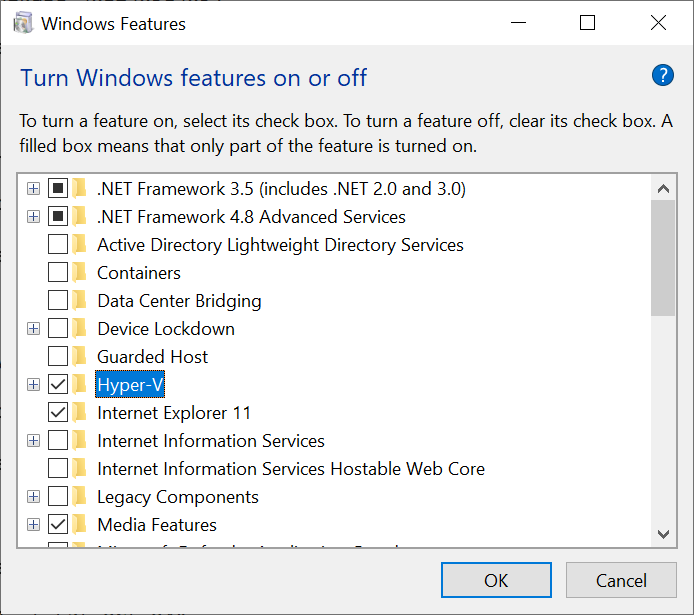 Windows Features
Turn Windows features on or off
?
To turn a feature on, select its check box. To turn a feature off, clear its check box. A
filled box means that only part of the feature is turned on.
.NET Framework 3.5 (includes .NET 2.0 and 3.0)
.NET Framework 4.8 Advanced Services
Active Directory Lightweight Directory Services
Containers
Data Center Bridging
Device Lockdown
Guarded Host
Hyper-V
Internet Explorer 11
Internet Information Services
Internet Information Services Hostable Web Core
Legacy Components
Media Features
OK
Cancel